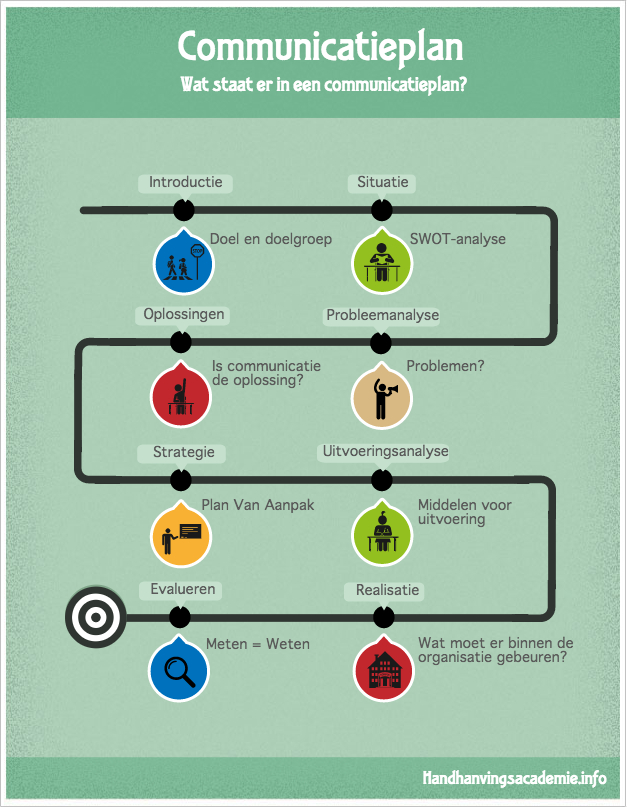 Communicatieplan
Wat staat er in een communicatieplan?
Introductie
Doel en doelgroep
Situatie
SWOT-analyse
Probleemanalyse
Problemen?
Oplossingen
Is communicatie
de oplossing?
Strategie
Plan Van Aanpak
Uitvoeringsanalyse
Middelen voor
uitvoering
Realisatie
Wat moet er binnen de
organisatie gebeuren?
Evalueren
Meten = Weten
Handhanvingsacademie.info